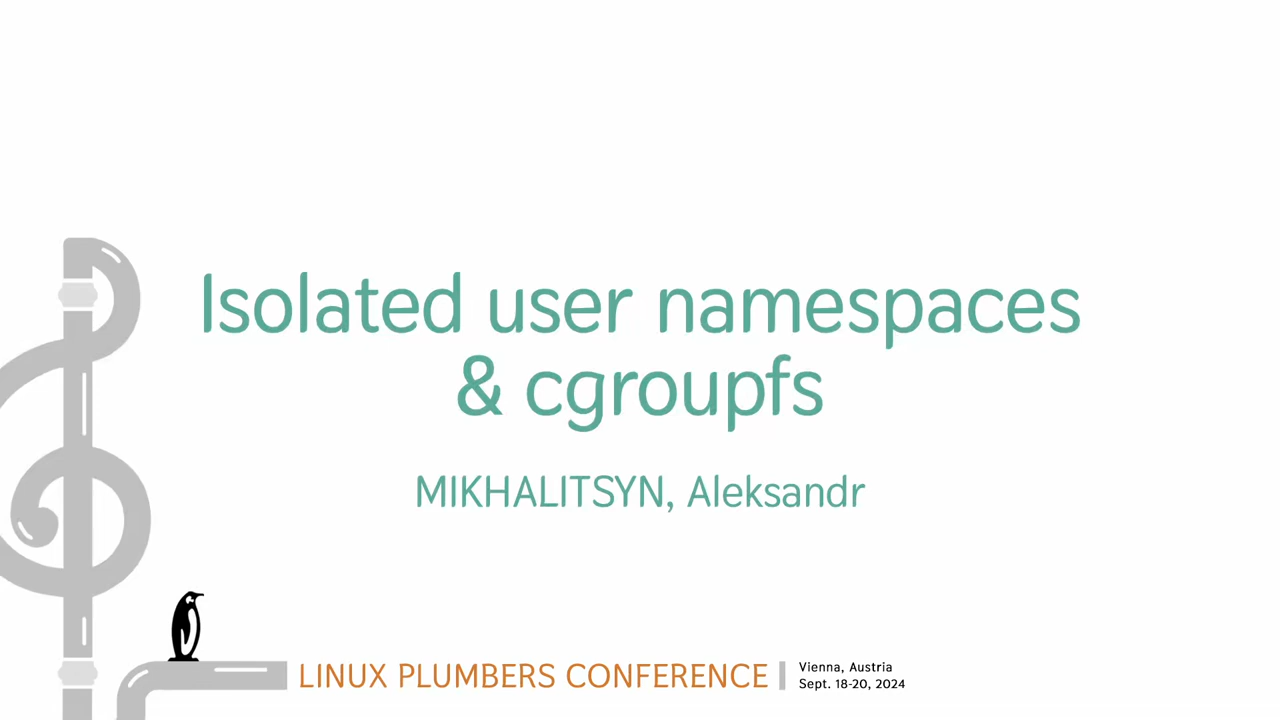 Isolated user namespaces
& cgroupfs
MIKHALITSYN, Aleksandr
LINUX PLUMBERS CONFERENCE
Vienna, Austria
Sept. 18-20, 2024